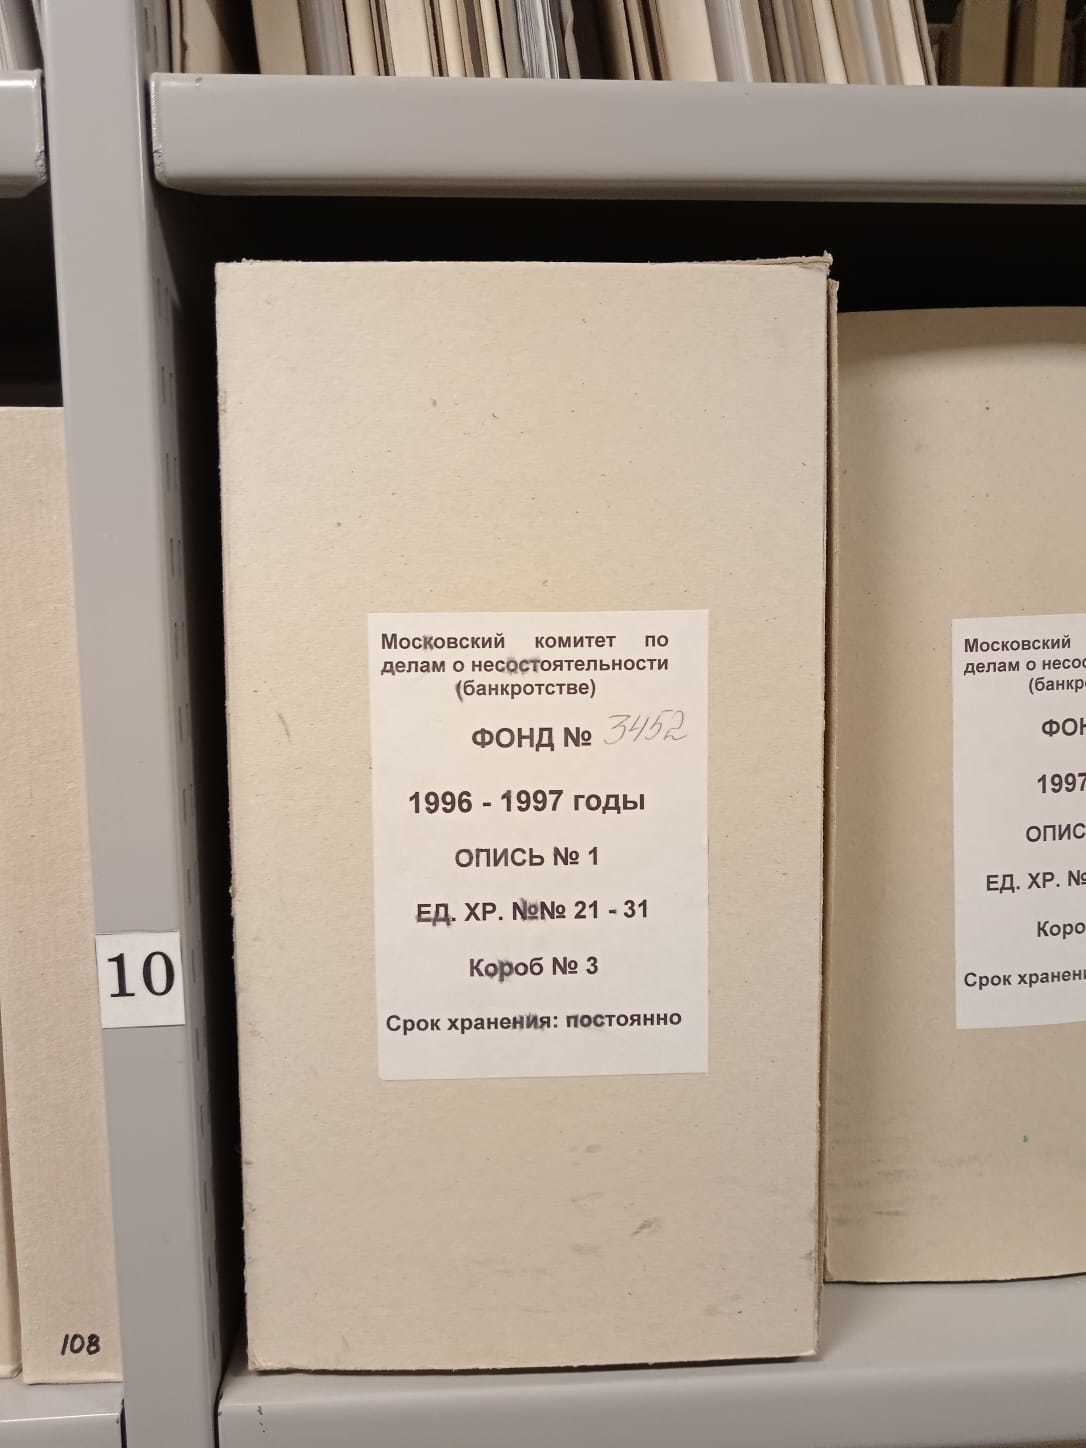 Московский комитет по
делам о несостоятельности
(банкротстве)
ФОНД № 3452
1996 - 1997 годы
ОПИСЬ № 1
ЕД. ХР. №№ 21 - 31
Короб № 3
Срок хранения: постоянно
Московский
делам о несос
(банкро
ФОН
1997
ОПИС
ЕД. ХР. №
Коро
Срок хранен
10
108